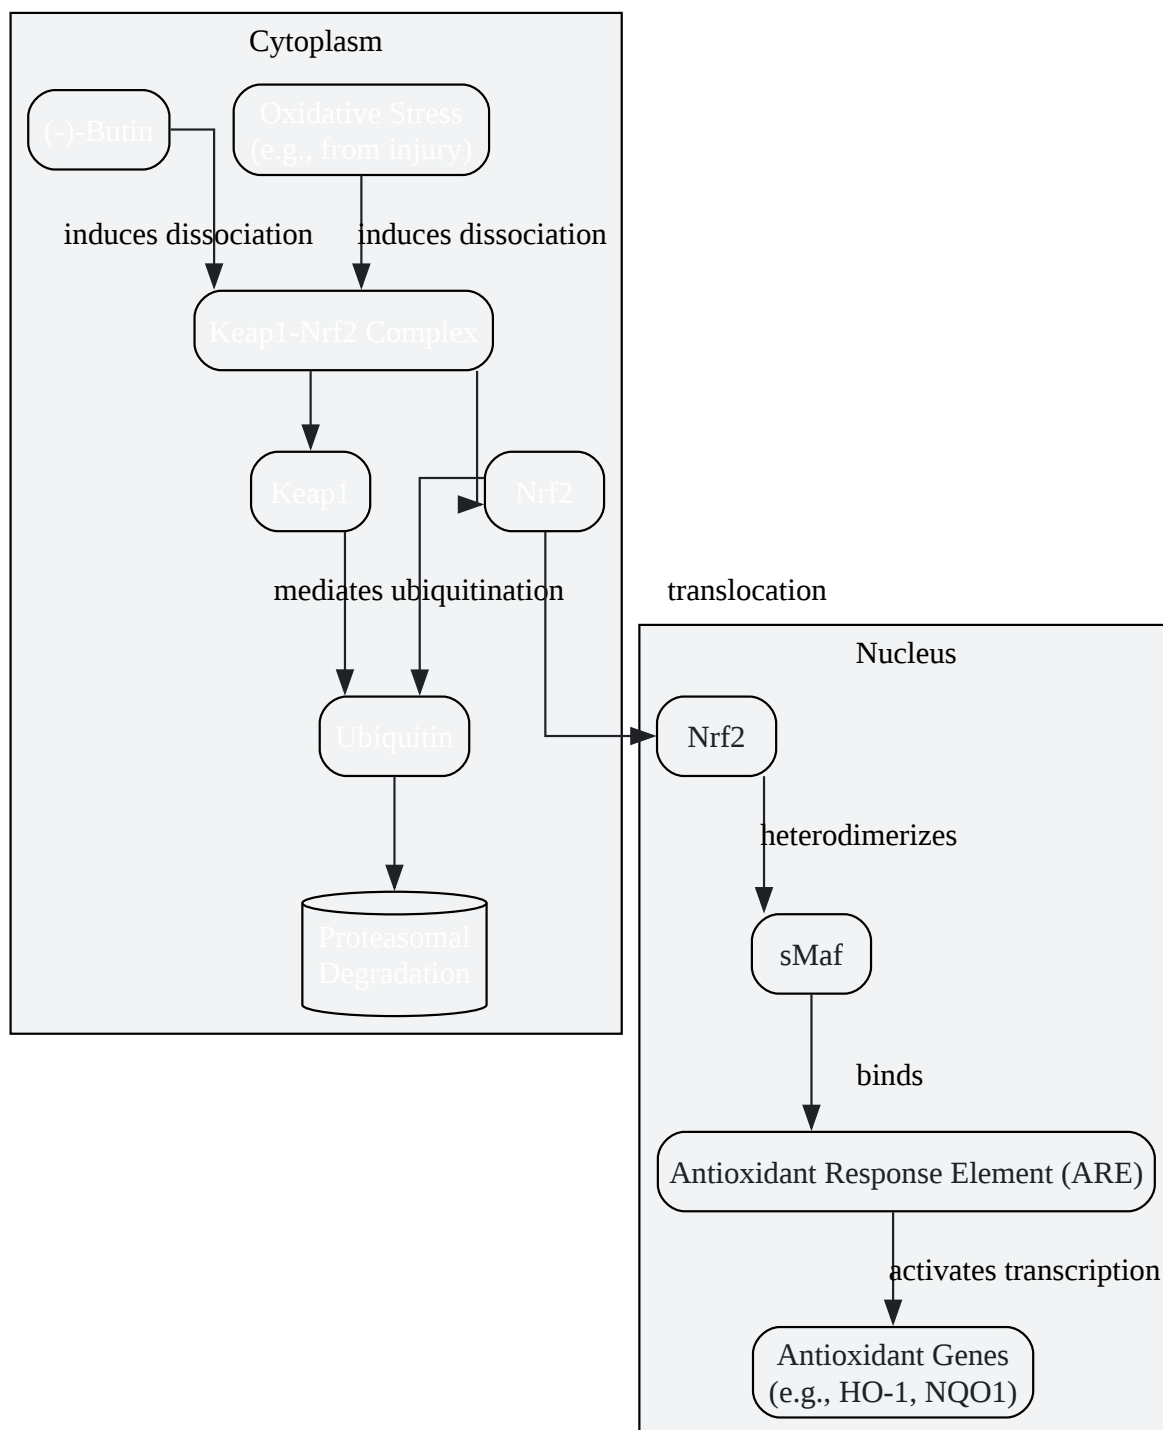 Cytoplasm
(-)-Butin
Oxidative Stress
(e.g., from injury)
induces dissociation
induces dissociation
Keap1-Nrf2 Complex
Keap1
Nrf2
mediates ubiquitination
translocation
Nucleus
Ubiquitin
Nrf2
heterodimerizes
Proteasomal
Degradation
sMaf
binds
Antioxidant Response Element (ARE)
activates transcription
Antioxidant Genes
(e.g., HO-1, NQO1)